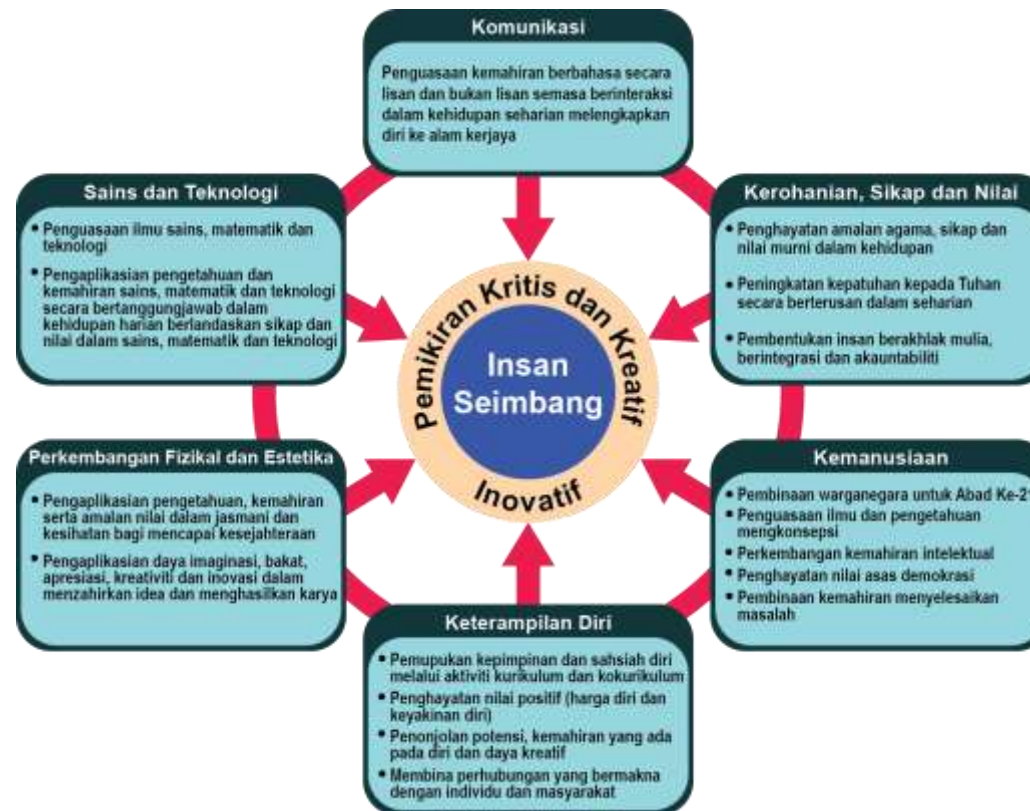 Komunikasi
Penguasaan kemahiran berbahasa secara
lisan dan bukan lisan semasa berinteraksi
dalam kehidupan seharian melengkapkan
diri ke alam kerjaya
Sains dan Teknologi
• Penguasaan ilmu sains, matematik dan
teknologi
• Pengaplikasian pengetahuan dan
kemahiran sains, matematik dan teknologi
secara bertanggungjawab dalam
kehidupan harian berlandaskan sikap dan
nilai dalam sains, matematik dan teknologi
Kerohanian, Sikap dan Nilai
• Penghayatan amalan agama, sikap dan
nilai murni dalam kehidupan
• Peningkatan kepatuhan kepada Tuhan
secara berterusan dalam seharian
• Pembentukan insan berakhlak mulia,
berintegrasi dan akauntabiliti
Pemikiran Kritis dan Kreatif
Insan
Seimbang
Inovatif
Perkembangan Fizikal dan Estetika
• Pengaplikasian pengetahuan, kemahiran
serta amalan nilai dalam jasmani dan
kesihatan bagi mencapai kesejahteraan
• Pengaplikasian daya imaginasi, bakat,
apresiasi, kreativiti dan inovasi dalam
menzahirkan idea dan menghasilkan karya
Kemanusiaan
• Pembinaan warganegara untuk Abad Ke-21
• Penguasaan ilmu dan pengetahuan
mengkonsepsi
• Perkembangan kemahiran intelektual
• Penghayatan nilai asas demokrasi
• Pembinaan kemahiran menyelesaikan
masalah
Keterampilan Diri
• Pemupukan kepimpinan dan sahsiah diri
melalui aktiviti kurikulum dan kokurikulum
• Penghayatan nilai positif (harga diri dan
keyakinan diri)
• Penonjolan potensi, kemahiran yang ada
pada diri dan daya kreatif
• Membina perhubungan yang bermakna
dengan individu dan masyarakat